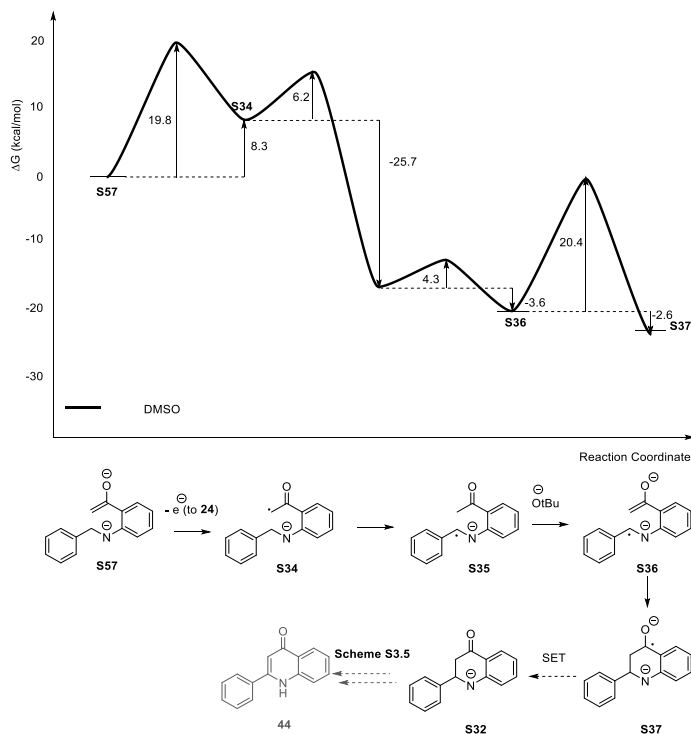 ΔG (kcal/mol)
20
10
0
-10
-20
-30
S57
19.8
S34
8.3
6.2
-25.7
4.3
-3.6
S36
20.4
-2.6
S37
DMSO
Reaction Coordinate
O
⊖
N
⊖
S57
⊖
- e (to 24)
O
N
⊖
S34
O
N
⊖
S35
⊖
OtBu
O
⊖
N
⊖
S36
O
N
H
44
Scheme S3.5
O
N
⊖
S32
SET
O
⊖
N
⊖
S37